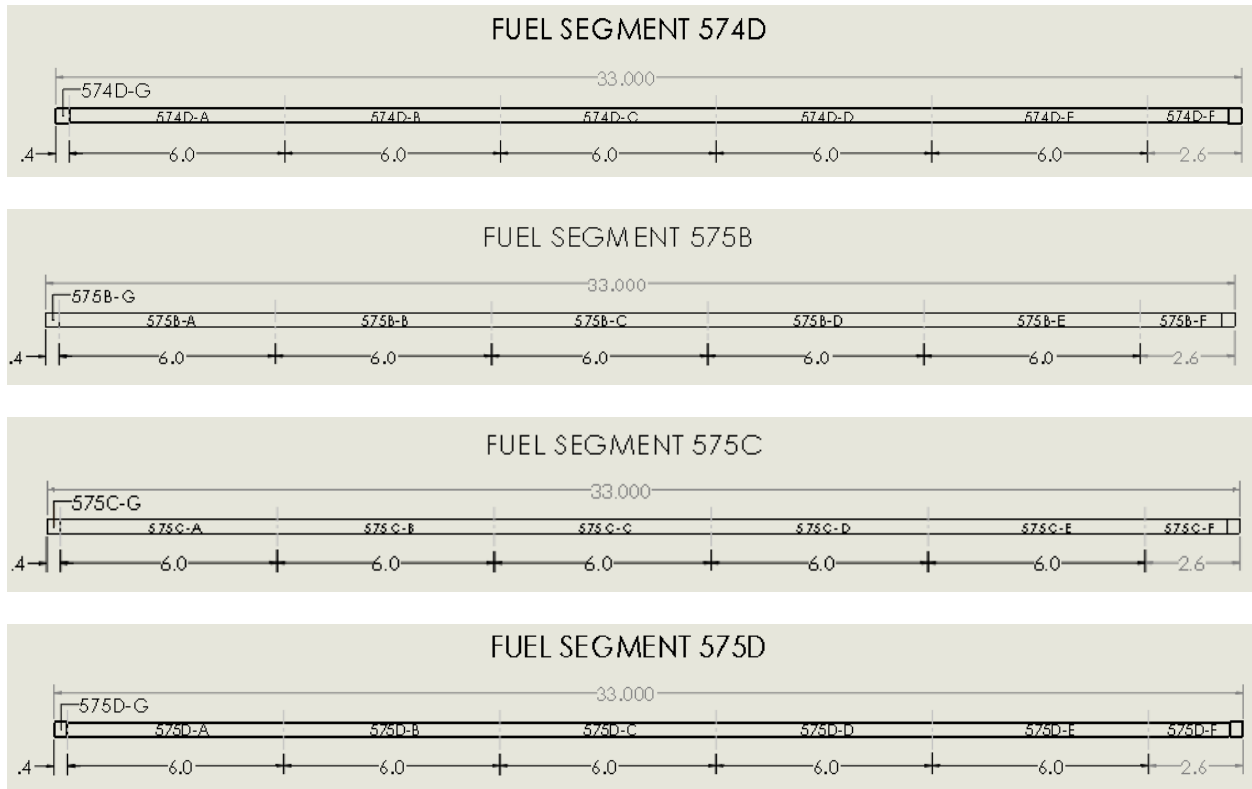 FUEL SEGMENT 574D
33.000
574D-G
574D-A 574D-B 574D-C 574D-D 574D-E 574D-F
.4 6.0 6.0 6.0 6.0 6.0 2.6
FUEL SEGMENT 575B
33.000
575B-G
575B-A 575B-B 575B-C 575B-D 575B-E 575B-F
.4 6.0 6.0 6.0 6.0 6.0 2.6
FUEL SEGMENT 575C
33.000
575C-G
575C-A 575C-B 575C-C 575C-D 575C-E 575C-F
.4 6.0 6.0 6.0 6.0 6.0 2.6
FUEL SEGMENT 575D
33.000
575D-G
575D-A 575D-B 575D-C 575D-D 575D-E 575D-F
.4 6.0 6.0 6.0 6.0 6.0 2.6